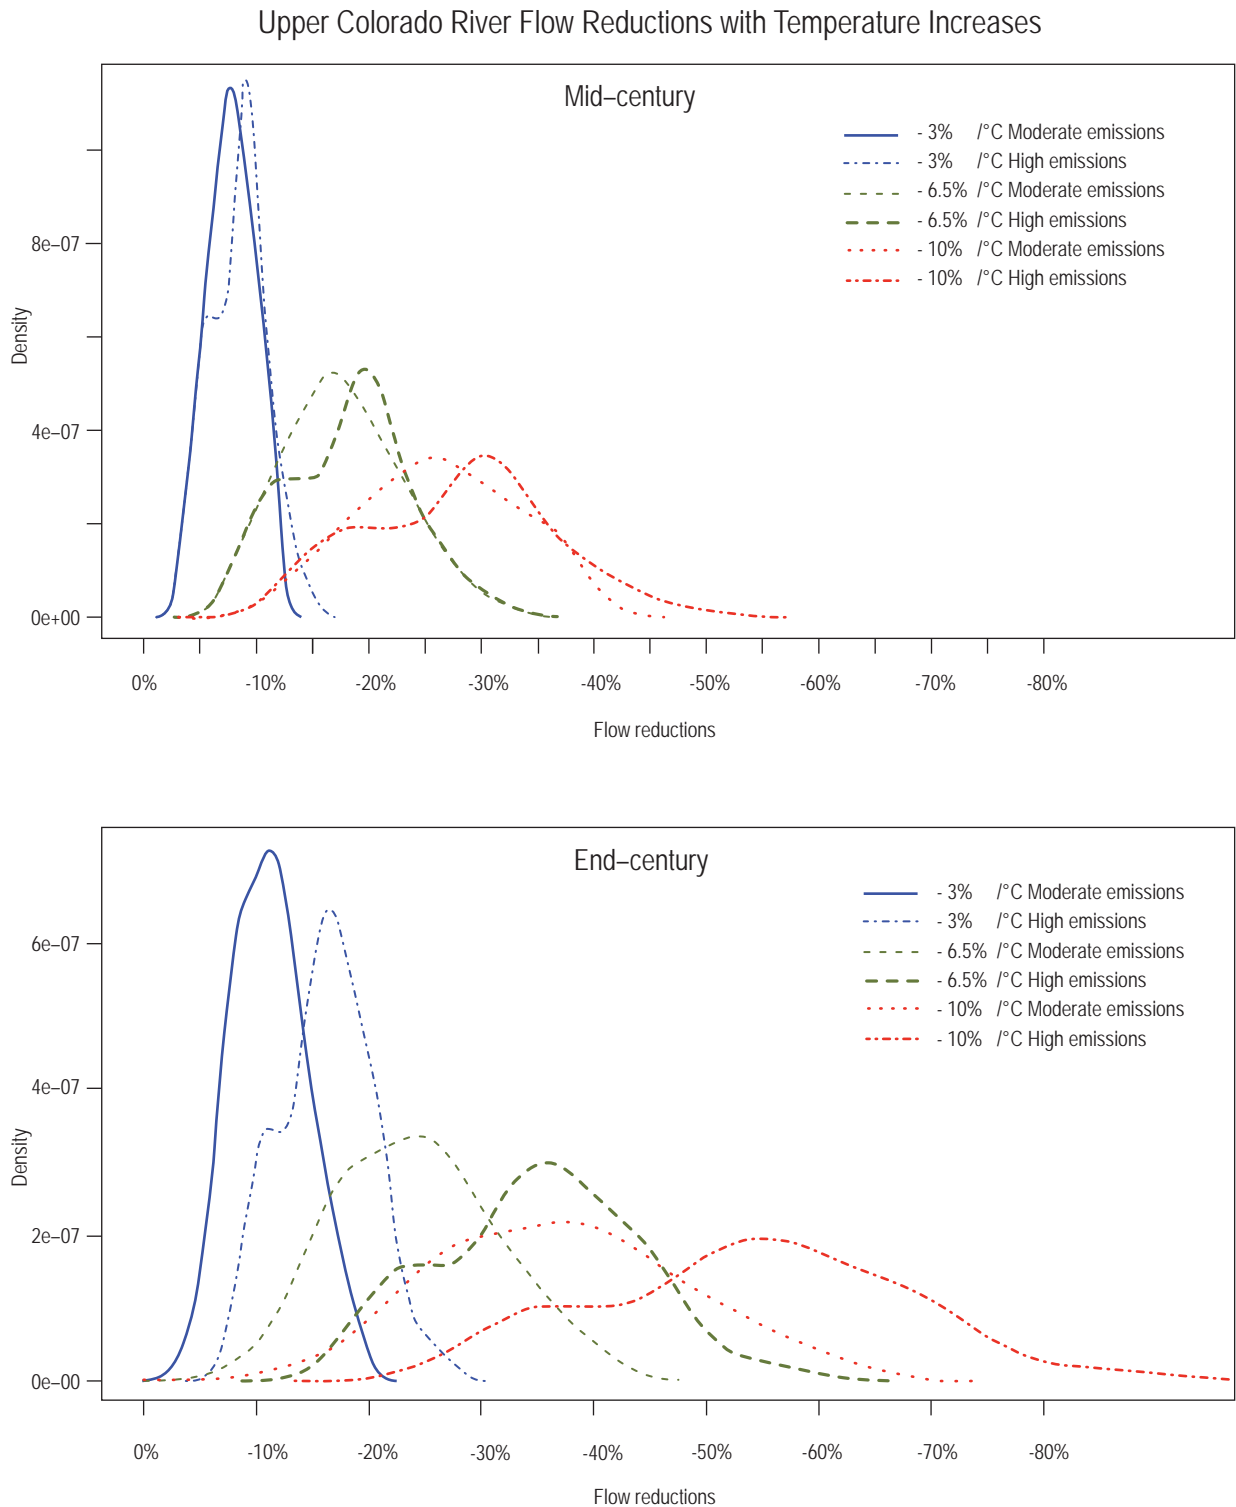 Upper Colorado River Flow Reductions with Temperature Increases
Mid–century
- 3% /°C Moderate emissions
- 3% /°C High emissions
- 6.5% /°C Moderate emissions
- 6.5% /°C High emissions
- 10% /°C Moderate emissions
- 10% /°C High emissions
Density
8e–07
4e–07
0e+00
0% -10% -20% -30% -40% -50% -60% -70% -80%
Flow reductions
End–century
- 3% /°C Moderate emissions
- 3% /°C High emissions
- 6.5% /°C Moderate emissions
- 6.5% /°C High emissions
- 10% /°C Moderate emissions
- 10% /°C High emissions
Density
6e–07
4e–07
2e–07
0e–00
0% -10% -20% -30% -40% -50% -60% -70% -80%
Flow reductions